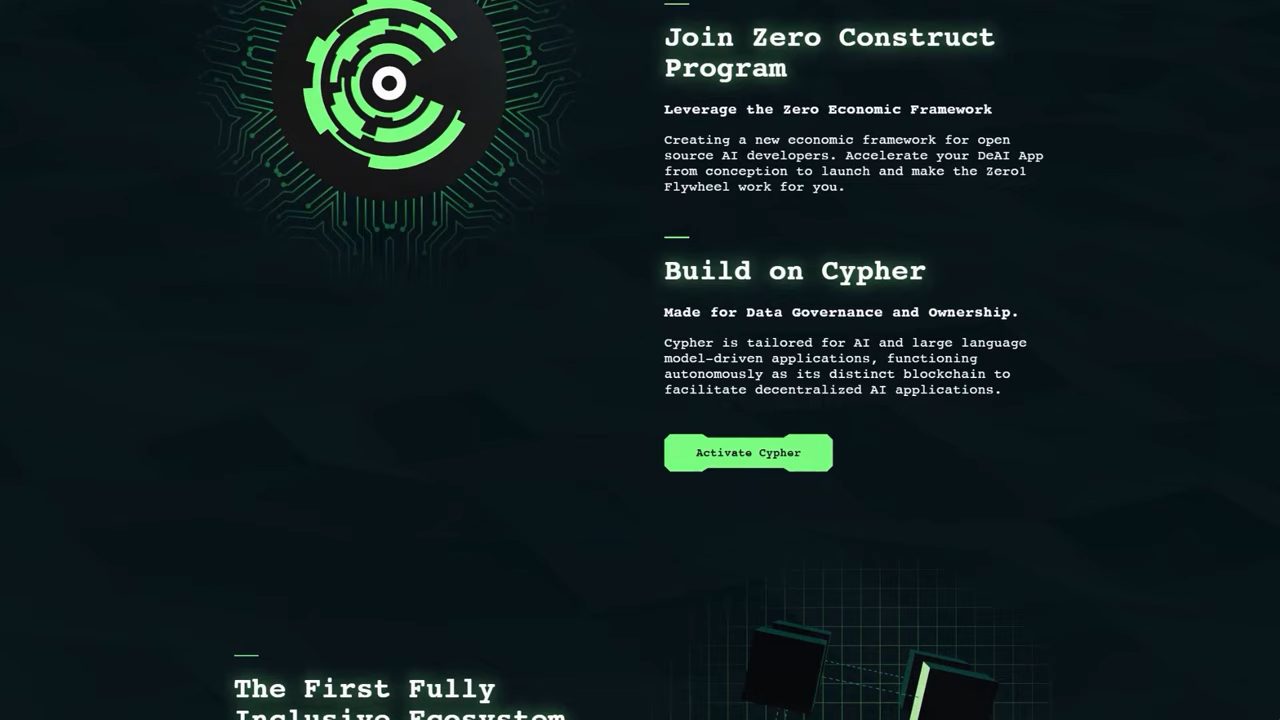 Join Zero Construct
Program
Leverage the Zero Economic Framework
Creating a new economic framework for open
source AI developers. Accelerate your DeAI App
from conception to launch and make the Zero1
Flywheel work for you.
Build on Cypher
Made for Data Governance and Ownership.
Cypher is tailored for AI and large language
model-driven applications, functioning
autonomously as its distinct blockchain to
facilitate decentralized AI applications.
Activate Cypher
The First Fully
Inclusive Ecosystem